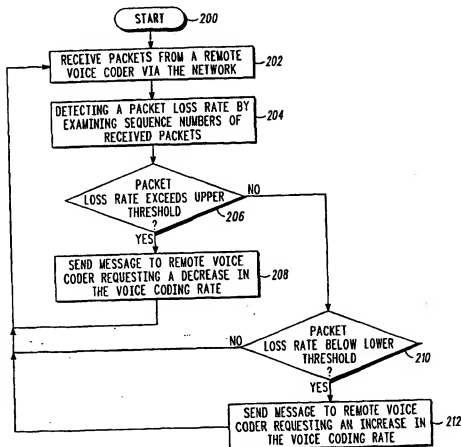 START
200
RECEIVE PACKETS FROM A REMOTE
VOICE CODER VIA THE NETWORK
202
DETECTING A PACKET LOSS RATE BY
EXAMINING SEQUENCE NUMBERS OF
RECEIVED PACKETS
204
PACKET
LOSS RATE EXCEEDS UPPER
THRESHOLD
?
206
NO
YES
SEND MESSAGE TO REMOTE VOICE
CODER REQUESTING A DECREASE IN
THE VOICE CODING RATE
208
NO
PACKET
LOSS RATE BELOW LOWER
THRESHOLD
?
210
YES
SEND MESSAGE TO REMOTE VOICE
CODER REQUESTING AN INCREASE IN
THE VOICE CODING RATE
212